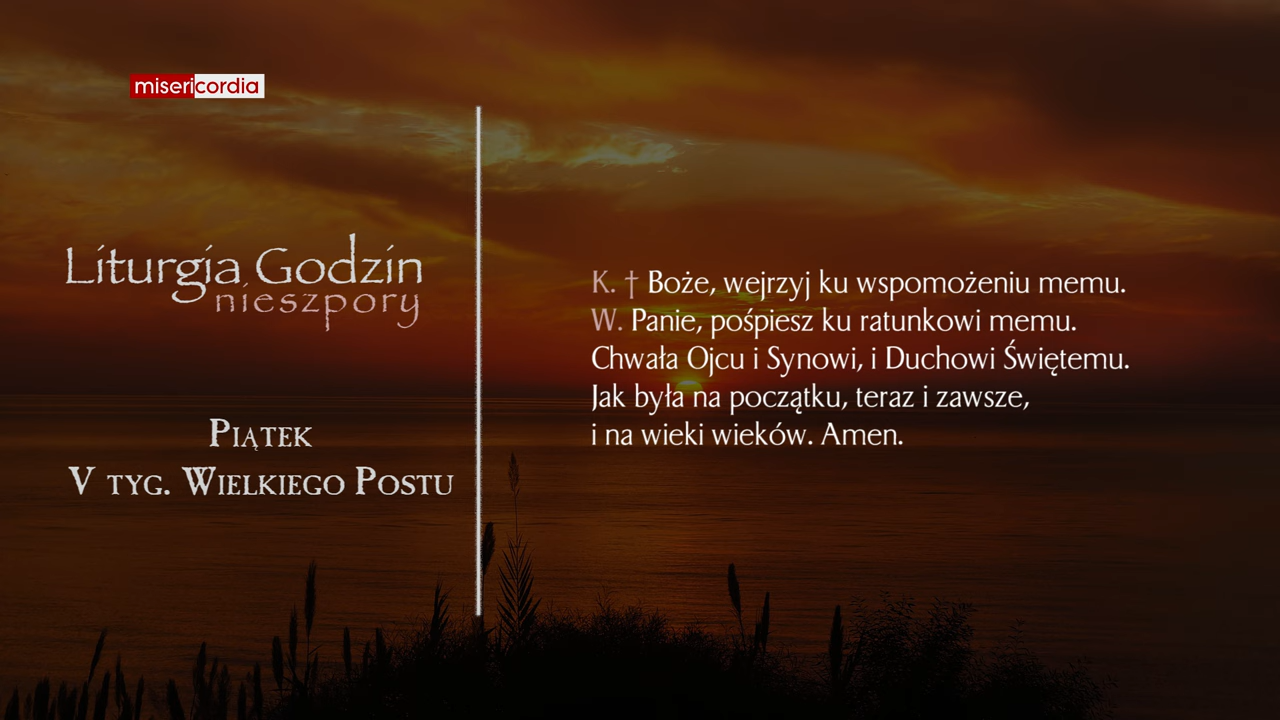 misericordia
Liturgia Godzin
nieszpory
Piątek
V tyg. Wielkiego Postu
K. † Boże, wejrzyj ku wspomożeniu memu.
W. Panie, pośpiesz ku ratunkowi memu.
Chwała Ojcu i Synowi, i Duchowi Świętemu.
Jak była na początku, teraz i zawsze,
i na wieki wieków. Amen.